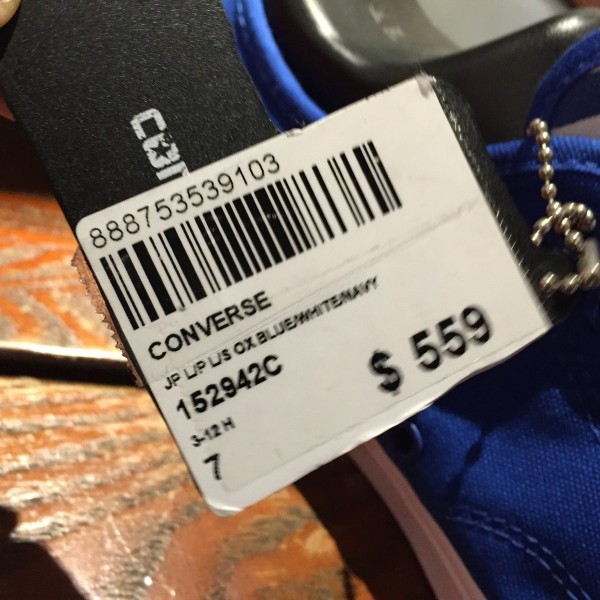 888753539103
CONVERSE
JP L/P L/S OX BLUE/WHITE/NAVY
152942C
$ 559
3-12 H
7